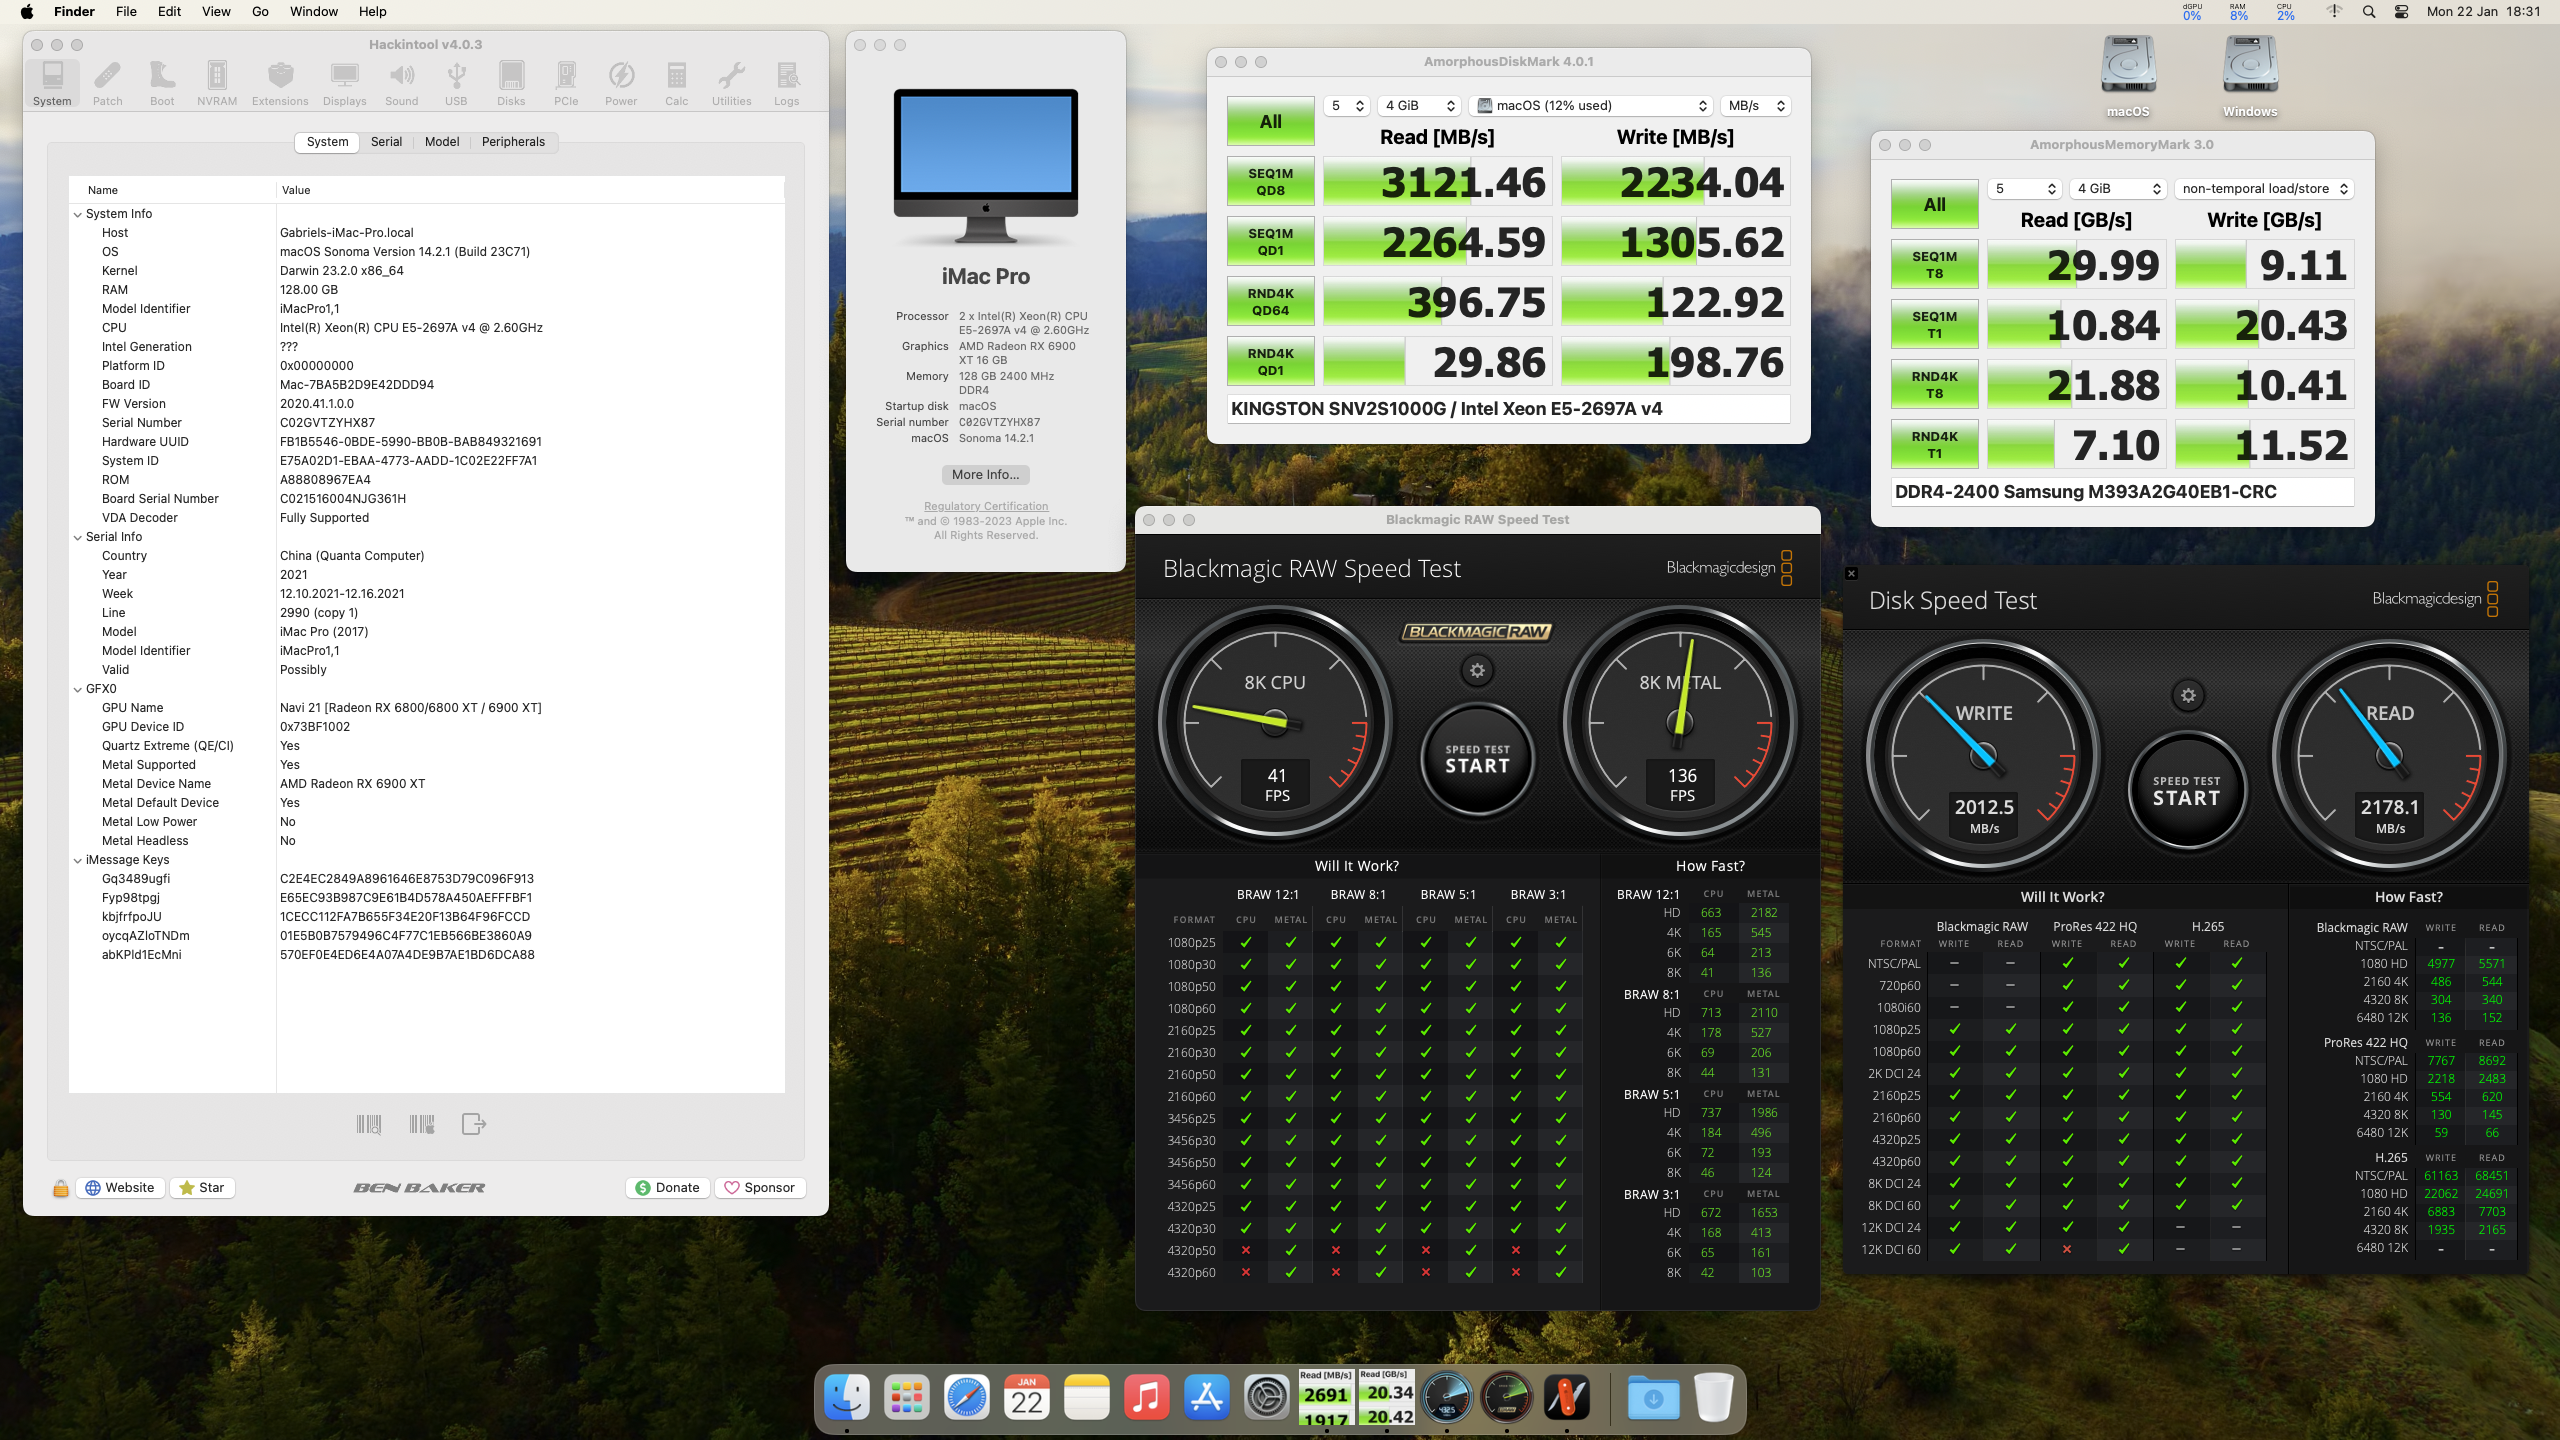 Finder File Edit View Go Window Help
dGPU 0% RAM 8% CPU 2% Mon 22 Jan 18:31
Hackintool v4.0.3
System Patch Boot NVRAM Extensions Displays Sound USB Disks PCIe Power Calc Utilities Logs
System Serial Model Peripherals
Name Value
System Info
Host Gabriels-iMac-Pro.local
OS macOS Sonoma Version 14.2.1 (Build 23C71)
Kernel Darwin 23.2.0 x86_64
RAM 128.00 GB
Model Identifier iMacPro1,1
CPU Intel(R) Xeon(R) CPU E5-2697A v4 @ 2.60GHz
Intel Generation ???
Platform ID 0x00000000
Board ID Mac-7BA5B2D9E42DDD94
FW Version 2020.41.1.0.0
Serial Number C02GVTZYHX87
Hardware UUID FB1B5546-0BDE-5990-BB0B-BAB849321691
System ID E75A02D1-EBAA-4773-AADD-1C02E22FF7A1
ROM A88808967EA4
Board Serial Number C021516004NJG361H
VDA Decoder Fully Supported
Serial Info
Country China (Quanta Computer)
Year 2021
Week 12.10.2021-12.16.2021
Line 2990 (copy 1)
Model iMac Pro (2017)
Model Identifier iMacPro1,1
Valid Possibly
GFX0
GPU Name Navi 21 [Radeon RX 6800/6800 XT / 6900 XT]
GPU Device ID 0x73BF1002
Quartz Extreme (QE/CI) Yes
Metal Supported Yes
Metal Device Name AMD Radeon RX 6900 XT
Metal Default Device Yes
Metal Low Power No
Metal Headless No
iMessage Keys
Gq3489ugfi C2E4EC2849A8961646E8753D79C096F913
Fyp98tpgj E65EC93B987C9E61B4D578A450AEFFFBF1
kbjfrfpoJU 1CECC112FA7B655F34E20F13B64F96FCCD
oycqAZloTNDm 01E5B0B7579496C4F77C1EB566BE3860A9
abKPld1EcMni 570EF0E4ED6E4A07A4DE9B7AE1BD6DCA88
Website Star BEN BAKER Donate Sponsor
iMac Pro
Processor 2 x Intel(R) Xeon(R) CPU
E5-2697A v4 @ 2.60GHz
Graphics AMD Radeon RX 6900
XT 16 GB
Memory 128 GB 2400 MHz
DDR4
Startup disk macOS
Serial number C02GVTZYHX87
macOS Sonoma 14.2.1
More Info...
Regulatory Certification
™ and © 1983-2023 Apple Inc.
All Rights Reserved.
AmorphousDiskMark 4.0.1
All 5 4 GiB macOS (12% used) MB/s
Read [MB/s] Write [MB/s]
SEQ1M QD8 3121.46 2234.04
SEQ1M QD1 2264.59 1305.62
RND4K QD64 396.75 122.92
RND4K QD1 29.86 198.76
KINGSTON SNV2S1000G / Intel Xeon E5-2697A v4
macOS Windows
AmorphousMemoryMark 3.0
All 5 4 GiB non-temporal load/store
Read [GB/s] Write [GB/s]
SEQ1M T8 29.99 9.11
SEQ1M T1 10.84 20.43
RND4K T8 21.88 10.41
RND4K T1 7.10 11.52
DDR4-2400 Samsung M393A2G40EB1-CRC
Blackmagic RAW Speed Test
Blackmagic RAW Speed Test Blackmagicdesign
BLACKMAGIC RAW
8K CPU
41
FPS
SPEED TEST
START
8K METAL
136
FPS
Will It Work?
BRAW 12:1 BRAW 8:1 BRAW 5:1 BRAW 3:1
FORMAT CPU METAL CPU METAL CPU METAL CPU METAL
1080p25 ✓ ✓ ✓ ✓ ✓ ✓ ✓ ✓
1080p30 ✓ ✓ ✓ ✓ ✓ ✓ ✓ ✓
1080p50 ✓ ✓ ✓ ✓ ✓ ✓ ✓ ✓
1080p60 ✓ ✓ ✓ ✓ ✓ ✓ ✓ ✓
2160p25 ✓ ✓ ✓ ✓ ✓ ✓ ✓ ✓
2160p30 ✓ ✓ ✓ ✓ ✓ ✓ ✓ ✓
2160p50 ✓ ✓ ✓ ✓ ✓ ✓ ✓ ✓
2160p60 ✓ ✓ ✓ ✓ ✓ ✓ ✓ ✓
3456p25 ✓ ✓ ✓ ✓ ✓ ✓ ✓ ✓
3456p30 ✓ ✓ ✓ ✓ ✓ ✓ ✓ ✓
3456p50 ✓ ✓ ✓ ✓ ✓ ✓ ✓ ✓
3456p60 ✓ ✓ ✓ ✓ ✓ ✓ ✓ ✓
4320p25 ✓ ✓ ✓ ✓ ✓ ✓ ✓ ✓
4320p30 ✓ ✓ ✓ ✓ ✓ ✓ ✓ ✓
4320p50 × ✓ × ✓ × ✓ × ✓
4320p60 × ✓ × ✓ × ✓ × ✓
How Fast?
BRAW 12:1 CPU METAL
HD 663 2182
4K 165 545
6K 64 213
8K 41 136
BRAW 8:1 CPU METAL
HD 713 2110
4K 178 527
6K 69 206
8K 44 131
BRAW 5:1 CPU METAL
HD 737 1986
4K 184 496
6K 72 193
8K 46 124
BRAW 3:1 CPU METAL
HD 672 1653
4K 168 413
6K 65 161
8K 42 103
Disk Speed Test Blackmagicdesign
WRITE
2012.5
MB/s
SPEED TEST
START
READ
2178.1
MB/s
Will It Work?
Blackmagic RAW ProRes 422 HQ H.265
FORMAT WRITE READ WRITE READ WRITE READ
NTSC/PAL – – ✓ ✓ ✓ ✓
720p60 – – ✓ ✓ ✓ ✓
1080i60 – – ✓ ✓ ✓ ✓
1080p25 ✓ ✓ ✓ ✓ ✓ ✓
1080p60 ✓ ✓ ✓ ✓ ✓ ✓
2K DCI 24 ✓ ✓ ✓ ✓ ✓ ✓
2160p25 ✓ ✓ ✓ ✓ ✓ ✓
2160p60 ✓ ✓ ✓ ✓ ✓ ✓
4320p25 ✓ ✓ ✓ ✓ ✓ ✓
4320p60 ✓ ✓ ✓ ✓ ✓ ✓
8K DCI 24 ✓ ✓ ✓ ✓ ✓ ✓
8K DCI 60 ✓ ✓ ✓ ✓ ✓ ✓
12K DCI 24 ✓ ✓ ✓ ✓ – –
12K DCI 60 ✓ ✓ × ✓ – –
How Fast?
Blackmagic RAW WRITE READ
NTSC/PAL - -
1080 HD 4977 5571
2160 4K 486 544
4320 8K 304 340
6480 12K 136 152
ProRes 422 HQ WRITE READ
NTSC/PAL 7767 8692
1080 HD 2218 2483
2160 4K 554 620
4320 8K 130 145
6480 12K 59 66
H.265 WRITE READ
NTSC/PAL 61163 68451
1080 HD 22062 24691
2160 4K 6883 7703
4320 8K 1935 2165
6480 12K - -
JAN
22
Read [MB/s]
2691
1917
Read [GB/s]
20.34
20.42